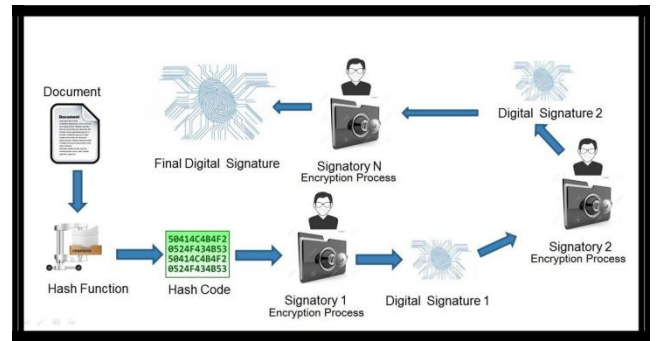 Document
Document
Hash Function
50414C4B4F2
0524F434B53
50414C4B4F2
0524F434B53
Hash Code
Signatory 1
Encryption Process
Digital Signature 1
Signatory 2
Encryption Process
Digital Signature 2
Signatory N
Encryption Process
Final Digital Signature